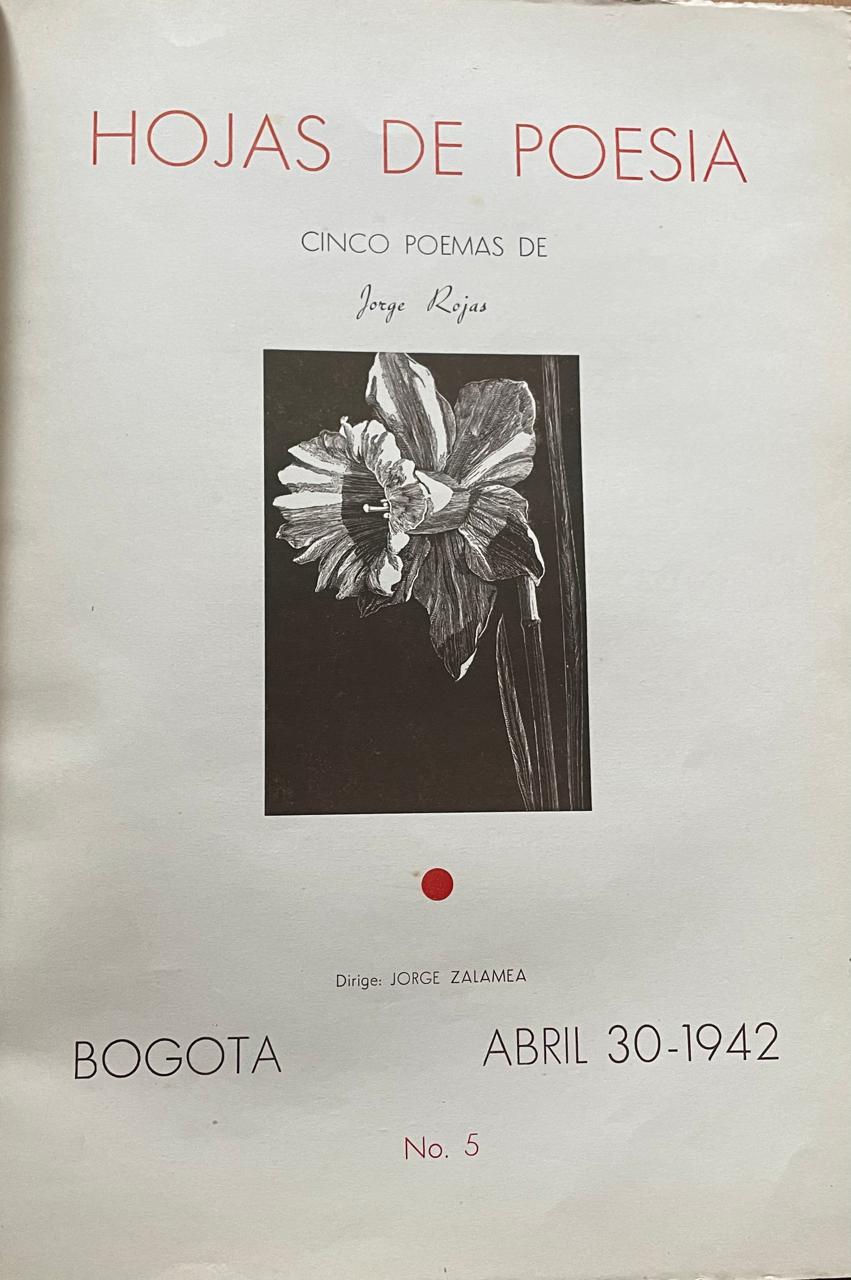 HOJAS DE POESIA
CINCO POEMAS DE
Jorge Rojas
Dirige: JORGE ZALAMEA
BOGOTA ABRIL 30-1942
No. 5